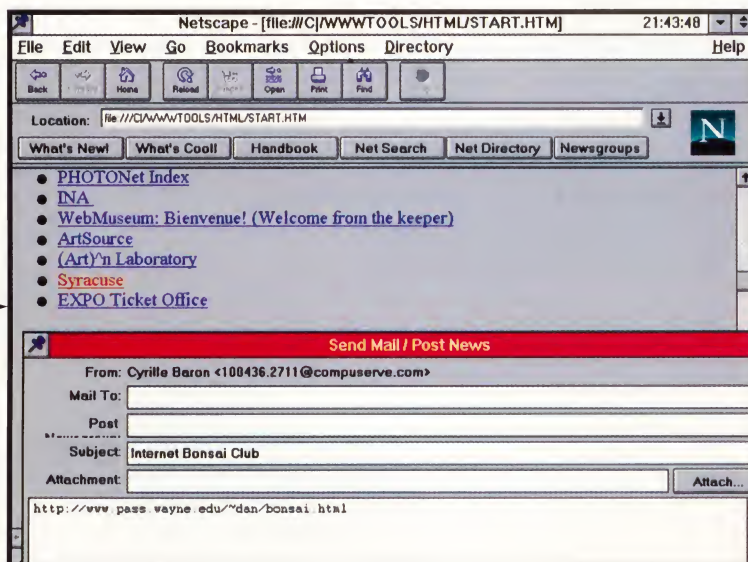 Netscape - [file:///C|/WWWTOOLS/HTML/START.HTM] 21:43:48
File Edit View Go Bookmarks Options Directory Help
Back Home Reload Open Print Find
Location: file:///C|/WWWTOOLS/HTML/START.HTM
N
What's New! What's Cool! Handbook Net Search Net Directory Newsgroups
PHOTONet Index
INA
WebMuseum: Bienvenue! (Welcome from the keeper)
ArtSource
(Art)^n Laboratory
Syracuse
EXPO Ticket Office
Send Mail / Post News
From: Cyrille Baron <100436.2711@compuserve.com>
Mail To:
Post
Subject: Internet Bonsai Club
Attachment: Attach...
http://www.pass.wayne.edu/~dan/bonsai.html